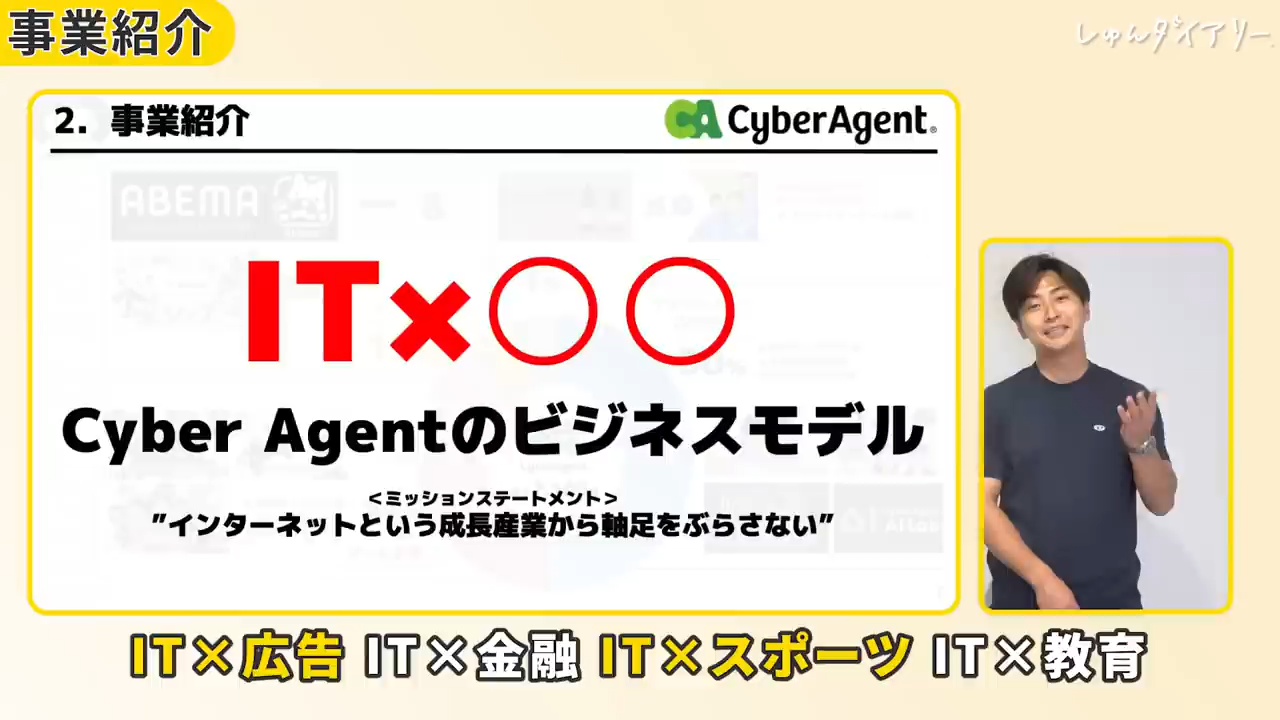 事業紹介
しゅんダイアリー
2. 事業紹介
CA CyberAgent®
ABEMA
IT×○○
Cyber Agentのビジネスモデル
<ミッションステートメント>
”インターネットという成長産業から軸足をぶらさない”
IT×広告 IT×金融 IT×スポーツ IT×教育